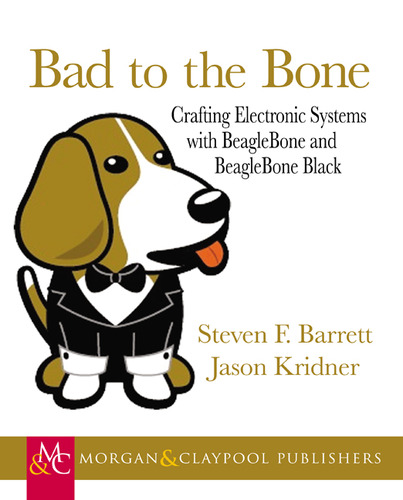 Bad to the Bone
Crafting Electronic Systems
with BeagleBone and
BeagleBone Black
Steven F. Barrett
Jason Kridner
M&C
MORGAN&CLAYPOOL PUBLISHERS